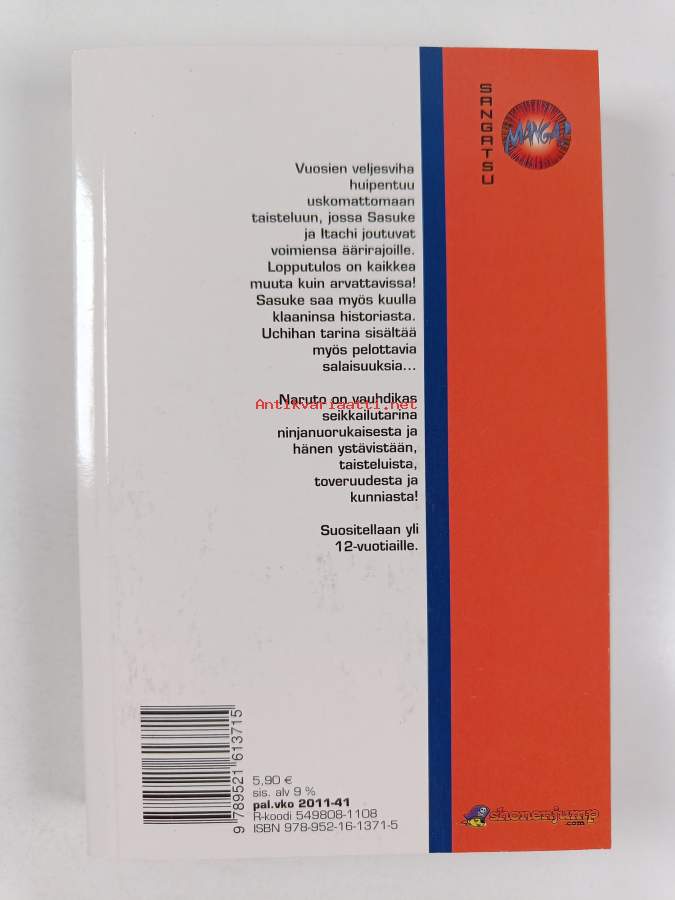 SANGATSU
MANGA!
Vuosien veljesviha
huipentuu
uskomattomaan
taisteluun, jossa Sasuke
ja Itachi joutuvat
voimiensa äärirajoille.
Lopputulos on kaikkea
muuta kuin arvattavissa!
Sasuke saa myös kuulla
klaaninsa historiasta.
Uchihan tarina sisältää
myös pelottavia
salaisuuksia...
Naruto on vauhdikas
Antikvariaatti.net
seikkailutarina
ninjanuorukaisesta ja
hänen ystävistään,
taisteluista,
toveruudesta ja
kunniasta!
Suositellaan yli
12-vuotiaille.
9 789521 613715
5,90 €
sis. alv 9 %
pal.vko 2011-41
R-koodi 549808-1108
ISBN 978-952-16-1371-5
shonenjump
.com